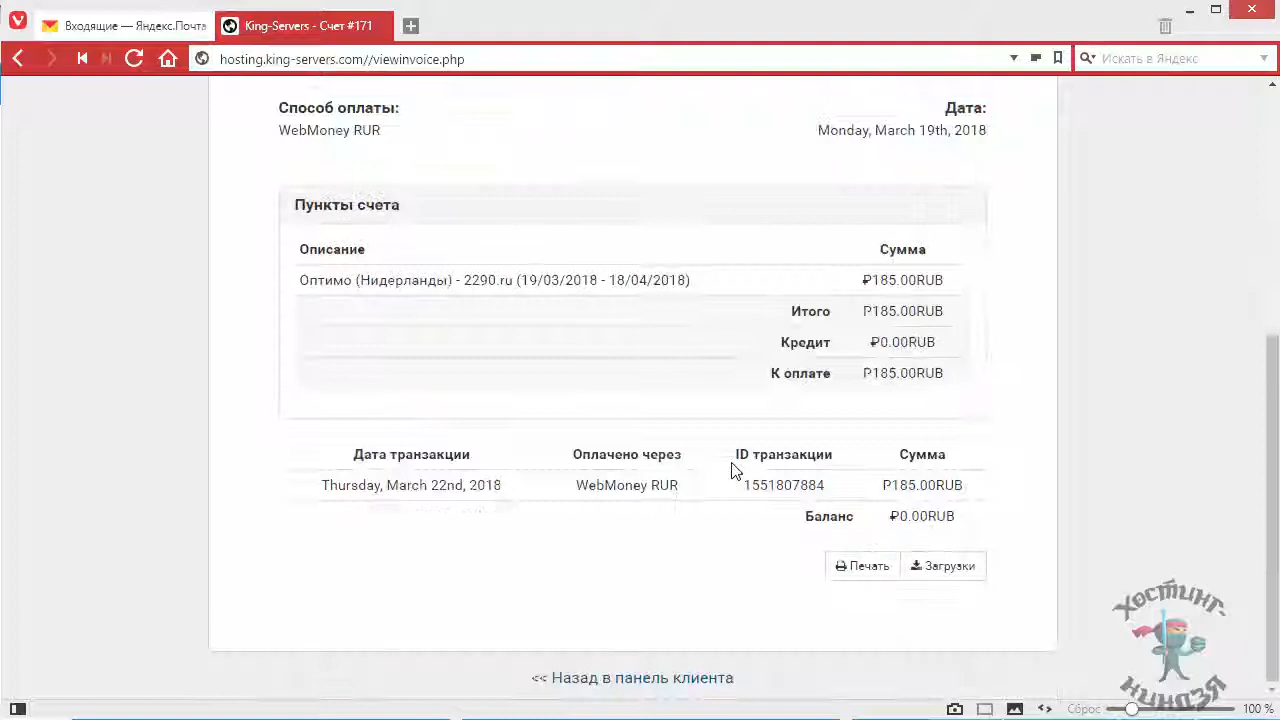 Входящие — Яндекс.Почта
King-Servers - Счет #171
hosting.king-servers.com//viewinvoice.php
Искать в Яндекс
Способ оплаты:
Дата:
WebMoney RUR
Monday, March 19th, 2018
Пункты счета
Описание
Сумма
Оптимо (Нидерланды) - 2290.ru (19/03/2018 - 18/04/2018)
₽185.00RUB
Итого
₽185.00RUB
Кредит
₽0.00RUB
К оплате
₽185.00RUB
Дата транзакции
Оплачено через
ID транзакции
Сумма
Thursday, March 22nd, 2018
WebMoney RUR
1551807884
₽185.00RUB
Баланс
₽0.00RUB
Печать
Загрузки
<< Назад в панель клиента
Хостинг-
ниндзя
Сброс
100 %